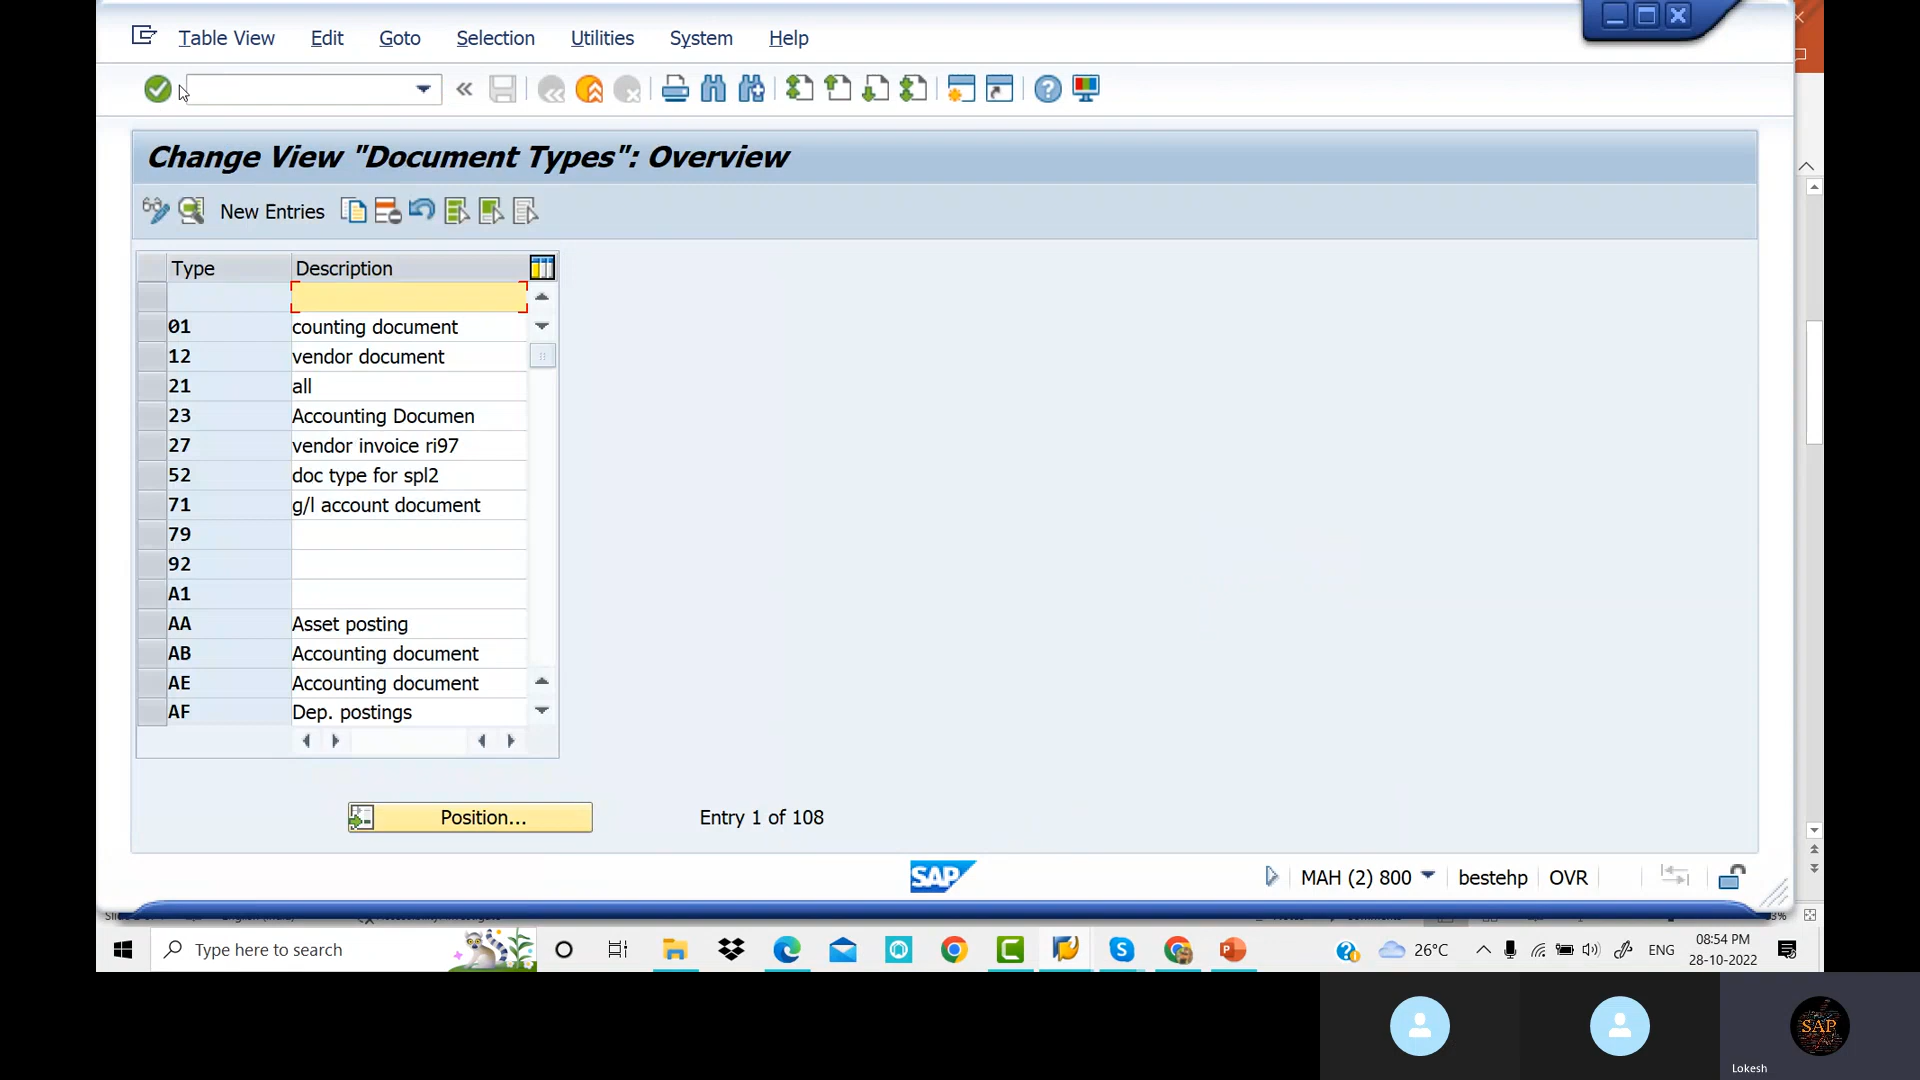 Table View Edit Goto Selection Utilities System Help
Change View "Document Types": Overview
New Entries
Type Description
01 counting document
12 vendor document
21 all
23 Accounting Documen
27 vendor invoice ri97
52 doc type for spl2
71 g/l account document
79
92
A1
AA Asset posting
AB Accounting document
AE Accounting document
AF Dep. postings
Position... Entry 1 of 108
SAP MAH (2) 800 bestehp OVR
Type here to search 26°C ENG 08:54 PM
28-10-2022
SAP
Lokesh